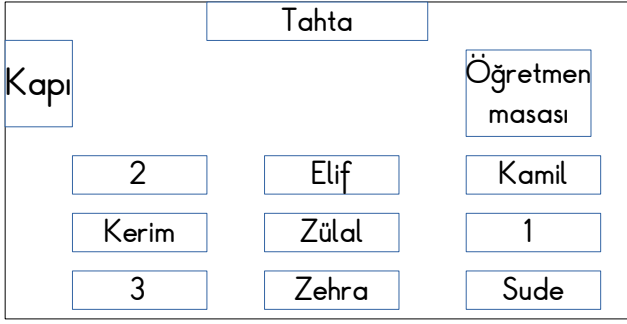 Tahta
Kapı
Öğretmen
masası
2 Elif Kamil
Kerim Zülal 1
3 Zehra Sude